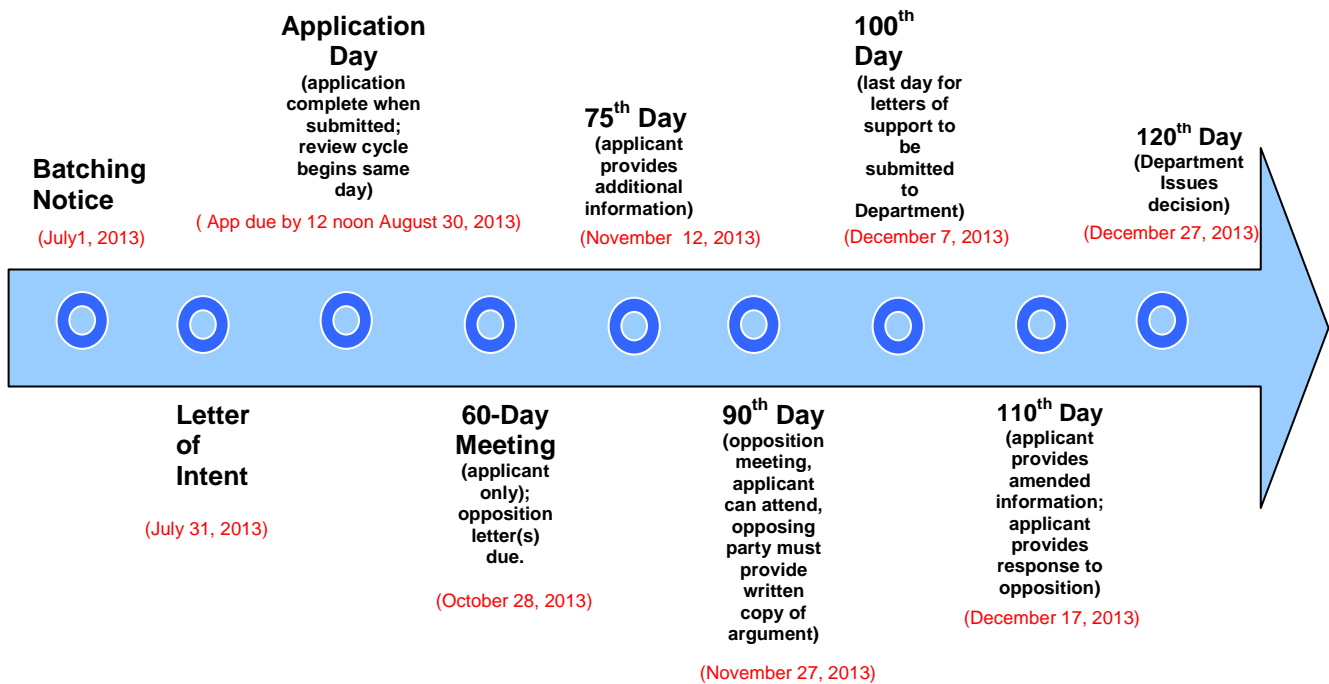 Batching
Notice
(July1, 2013)
Letter
of
Intent
(July 31, 2013)
Application
Day
(application
complete when
submitted;
review cycle
begins same
day)
( App due by 12 noon August 30, 2013)
60-Day
Meeting
(applicant
only);
opposition
letter(s)
due.
(October 28, 2013)
75th Day
(applicant
provides
additional
information)
(November  12, 2013)
90th Day
(opposition
meeting,
applicant
can attend,
opposing
party must
provide
written
copy of
argument)
(November 27, 2013)
100th
Day
(last day for
letters of
support to
be
submitted
to
Department)
(December 7, 2013)
110th Day
(applicant
provides
amended
information;
applicant
provides
response to
opposition)
(December 17, 2013)
120th Day
(Department
Issues
decision)
(December 27, 2013)